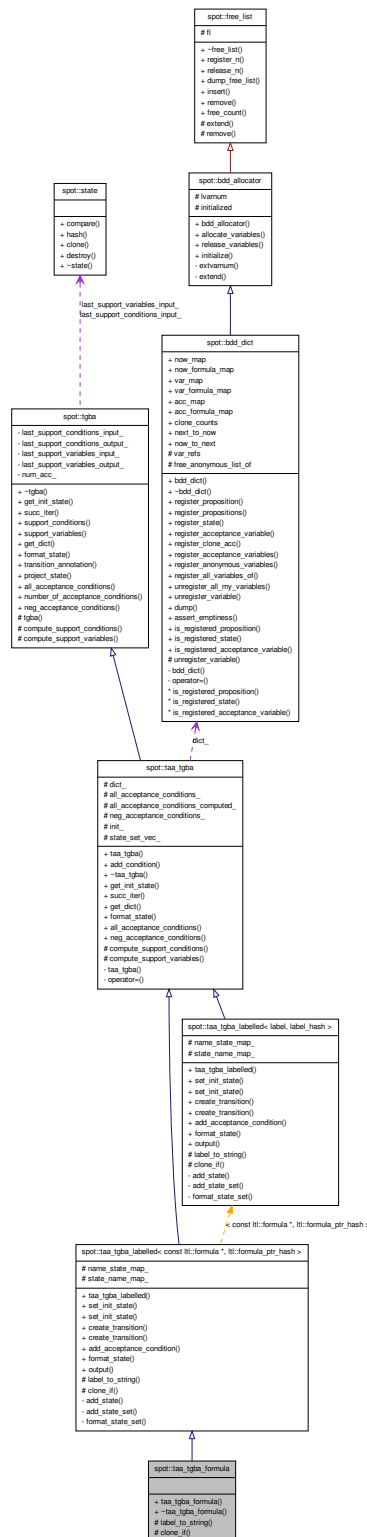 spot::free_list
# fl
+ ~free_list()
+ register_n()
+ release_n()
+ dump_free_list()
+ insert()
+ remove()
+ free_count()
# extend()
# remove()
spot::state
+ compare()
+ hash()
+ clone()
+ destroy()
+ ~state()
spot::bdd_allocator
# lvarnum
# initialized
+ bdd_allocator()
+ allocate_variables()
+ release_variables()
+ initialize()
- extvarnum()
- extend()
last_support_variables_input_
last_support_conditions_input_
spot::bdd_dict
+ now_map
+ now_formula_map
+ var_map
+ var_formula_map
+ acc_map
+ acc_formula_map
+ clone_counts
+ next_to_now
+ now_to_next
# var_refs
# free_anonymous_list_of
+ bdd_dict()
+ ~bdd_dict()
+ register_proposition()
+ register_propositions()
+ register_state()
+ register_acceptance_variable()
+ register_clone_acc()
+ register_acceptance_variables()
+ register_anonymous_variables()
+ register_all_variables_of()
+ unregister_all_my_variables()
+ unregister_variable()
+ dump()
+ assert_emptiness()
+ is_registered_proposition()
+ is_registered_state()
+ is_registered_acceptance_variable()
# unregister_variable()
- bdd_dict()
- operator=()
* is_registered_proposition()
* is_registered_state()
* is_registered_acceptance_variable()
spot::tgba
- last_support_conditions_input_
- last_support_conditions_output_
- last_support_variables_input_
- last_support_variables_output_
- num_acc_
+ ~tgba()
+ get_init_state()
+ succ_iter()
+ support_conditions()
+ support_variables()
+ get_dict()
+ format_state()
+ transition_annotation()
+ project_state()
+ all_acceptance_conditions()
+ number_of_acceptance_conditions()
+ neg_acceptance_conditions()
# tgba()
# compute_support_conditions()
# compute_support_variables()
dict_
spot::taa_tgba
# dict_
# all_acceptance_conditions_
# all_acceptance_conditions_computed_
# neg_acceptance_conditions_
# init_
# state_set_vec_
+ taa_tgba()
+ add_condition()
+ ~taa_tgba()
+ get_init_state()
+ succ_iter()
+ get_dict()
+ format_state()
+ all_acceptance_conditions()
+ neg_acceptance_conditions()
# compute_support_conditions()
# compute_support_variables()
- taa_tgba()
- operator=()
spot::taa_tgba_labelled< label, label_hash >
# name_state_map_
# state_name_map_
+ taa_tgba_labelled()
+ set_init_state()
+ set_init_state()
+ create_transition()
+ create_transition()
+ add_acceptance_condition()
+ format_state()
+ output()
# label_to_string()
# clone_if()
- add_state()
- add_state_set()
- format_state_set()
< const ltl::formula *, ltl::formula_ptr_hash >
spot::taa_tgba_labelled< const ltl::formula *, ltl::formula_ptr_hash >
# name_state_map_
# state_name_map_
+ taa_tgba_labelled()
+ set_init_state()
+ set_init_state()
+ create_transition()
+ create_transition()
+ add_acceptance_condition()
+ format_state()
+ output()
# label_to_string()
# clone_if()
- add_state()
- add_state_set()
- format_state_set()
spot::taa_tgba_formula
+ taa_tgba_formula()
+ ~taa_tgba_formula()
# label_to_string()
# clone_if()